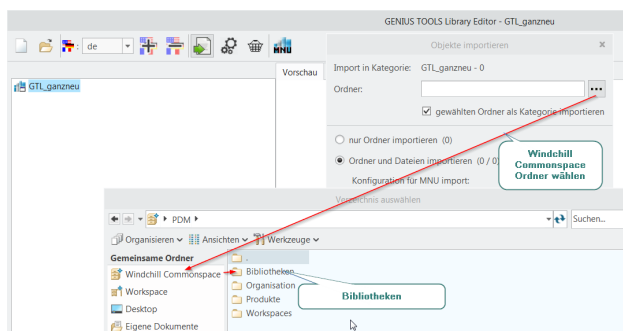 GENIUS TOOLS Library Editor - GTL_ganzneu
de
MNU
Objekte importieren
Vorschau
Import in Kategorie: GTL_ganzneu - 0
GTL_ganzneu
Ordner:
gewählten Ordner als Kategorie importieren
nur Ordner importieren (0)
Ordner und Dateien importieren (0 / 0)
Konfiguration für MNU import:
Windchill
Commonspace
Ordner wählen
Verzeichnis auswählen
PDM
Suchen...
Organisieren
Ansichten
Werkzeuge
Gemeinsame Ordner
.
Windchill Commonspace
Bibliotheken
Workspace
Organisation
Desktop
Produkte
Eigene Dokumente
Workspaces
Bibliotheken